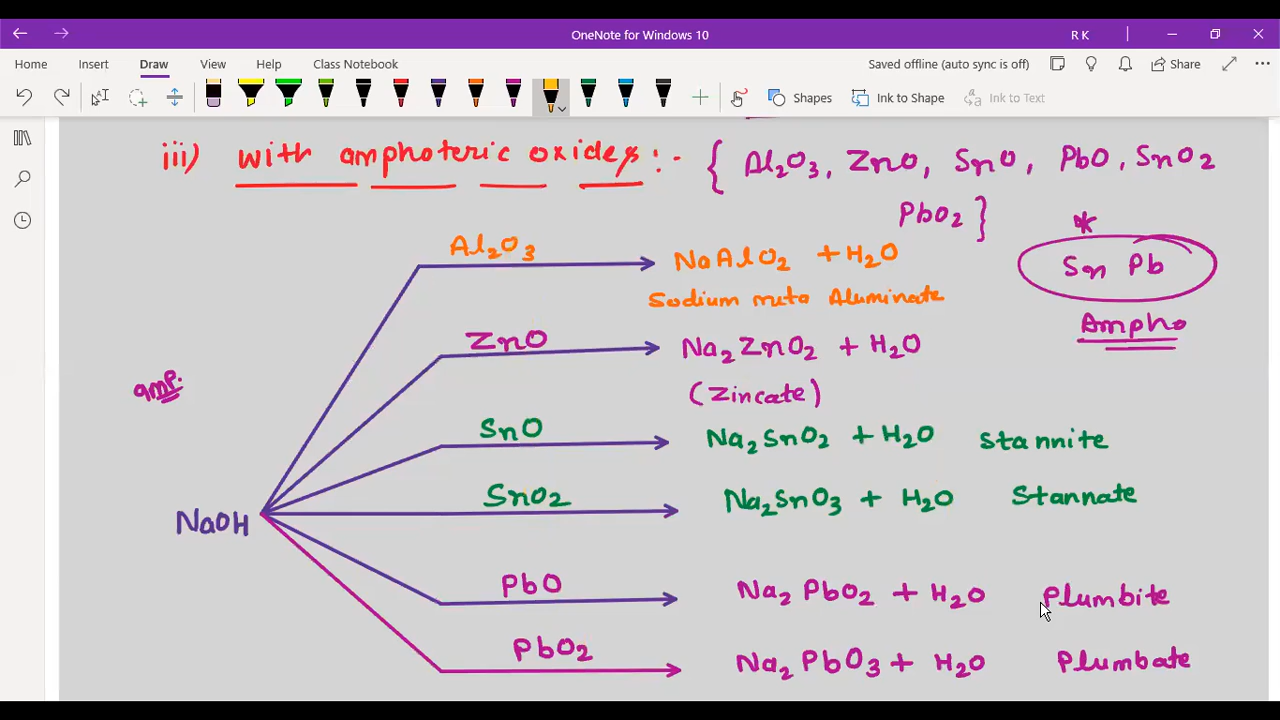 OneNote for Windows 10
R K
Home Insert Draw View Help Class Notebook
Saved offline (auto sync is off)
Share
Shapes
Ink to Shape
Ink to Text
iii) with amphoteric oxides :- { Al2O3, ZnO, SnO, PbO, SnO2
PbO2 }
*
Sn Pb
Ampho
Al2O3 NaAlO2 + H2O
Sodium meta Aluminate
ZnO Na2ZnO2 + H2O
(Zincate)
amp.
SnO Na2SnO2 + H2O stannite
SnO2 Na2SnO3 + H2O Stannate
NaOH
PbO Na2PbO2 + H2O Plumbite
PbO2 Na2PbO3 + H2O Plumbate